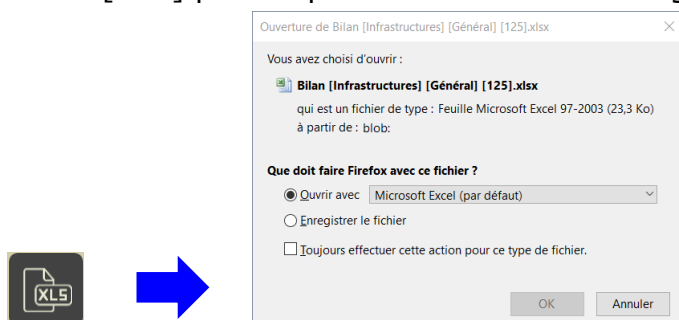 Ouverture de Bilan [Infrastructures] [Général] [125].xlsx
Vous avez choisi d'ouvrir :
Bilan [Infrastructures] [Général] [125].xlsx
qui est un fichier de type : Feuille Microsoft Excel 97-2003 (23,3 Ko)
à partir de : blob:
Que doit faire Firefox avec ce fichier ?
Ouvrir avec Microsoft Excel (par défaut)
Enregistrer le fichier
Toujours effectuer cette action pour ce type de fichier.
XLS
OK Annuler